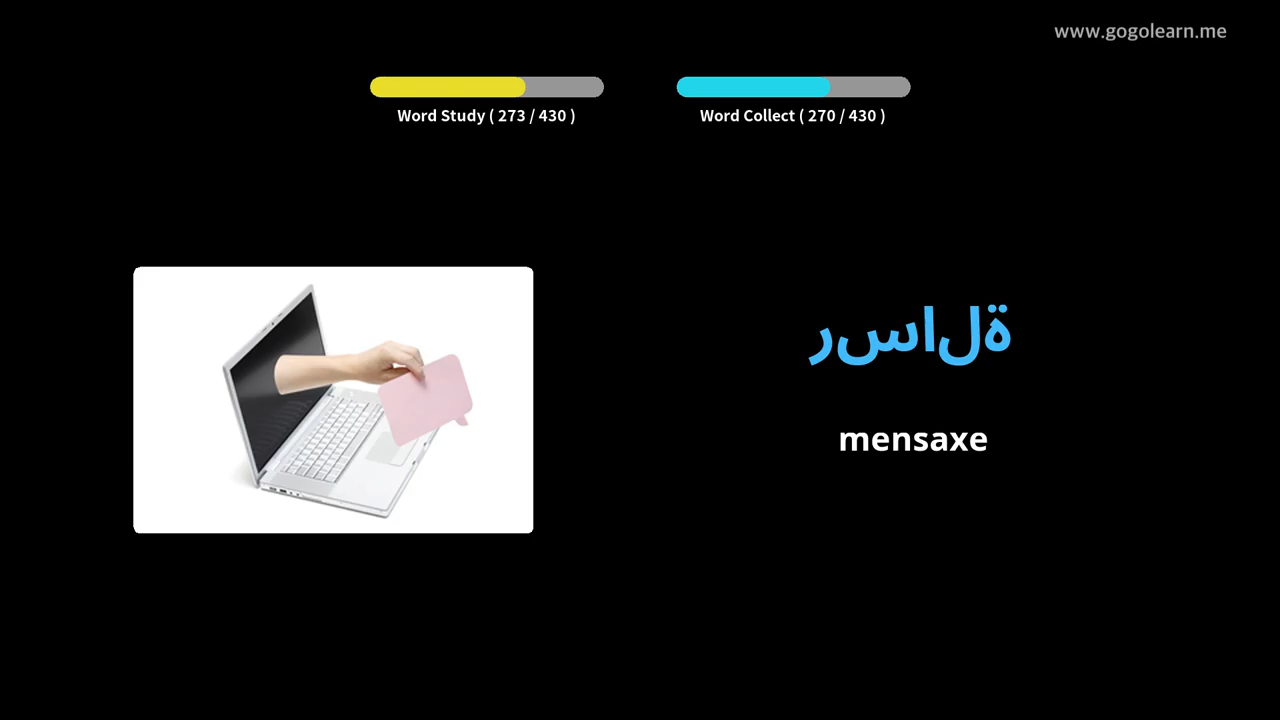 www.gogolearn.me
Word Study ( 273 / 430 )
Word Collect ( 270 / 430 )
رسالة
mensaxe